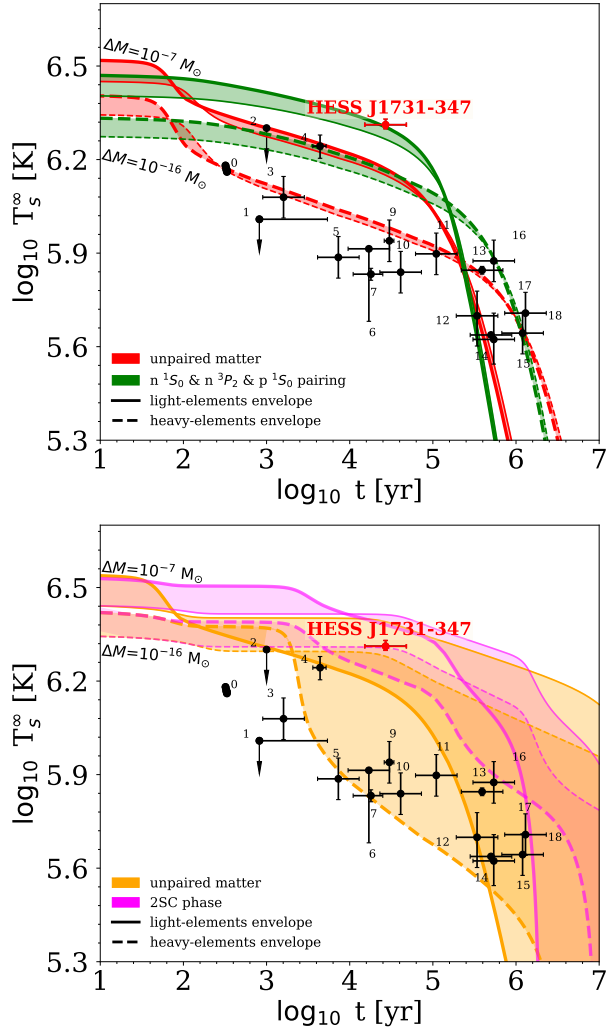 6.5
6.2
5.9
5.6
5.3
log₁₀ T_s^∞ [K]
ΔM=10⁻⁷ M⊙
ΔM=10⁻¹⁶ M⊙
HESS J1731-347
0
1
2
3
4
5
6
7
9
10
11
12
13
14
15
16
17
18
unpaired matter
n ¹S₀ & n ³P₂ & p ¹S₀ pairing
light-elements envelope
heavy-elements envelope
1 2 3 4 5 6 7
log₁₀ t [yr]
6.5
6.2
5.9
5.6
5.3
log₁₀ T_s^∞ [K]
ΔM=10⁻⁷ M⊙
ΔM=10⁻¹⁶ M⊙
HESS J1731-347
0
1
2
3
4
5
6
7
9
10
11
12
13
14
15
16
17
18
unpaired matter
2SC phase
light-elements envelope
heavy-elements envelope
1 2 3 4 5 6 7
log₁₀ t [yr]